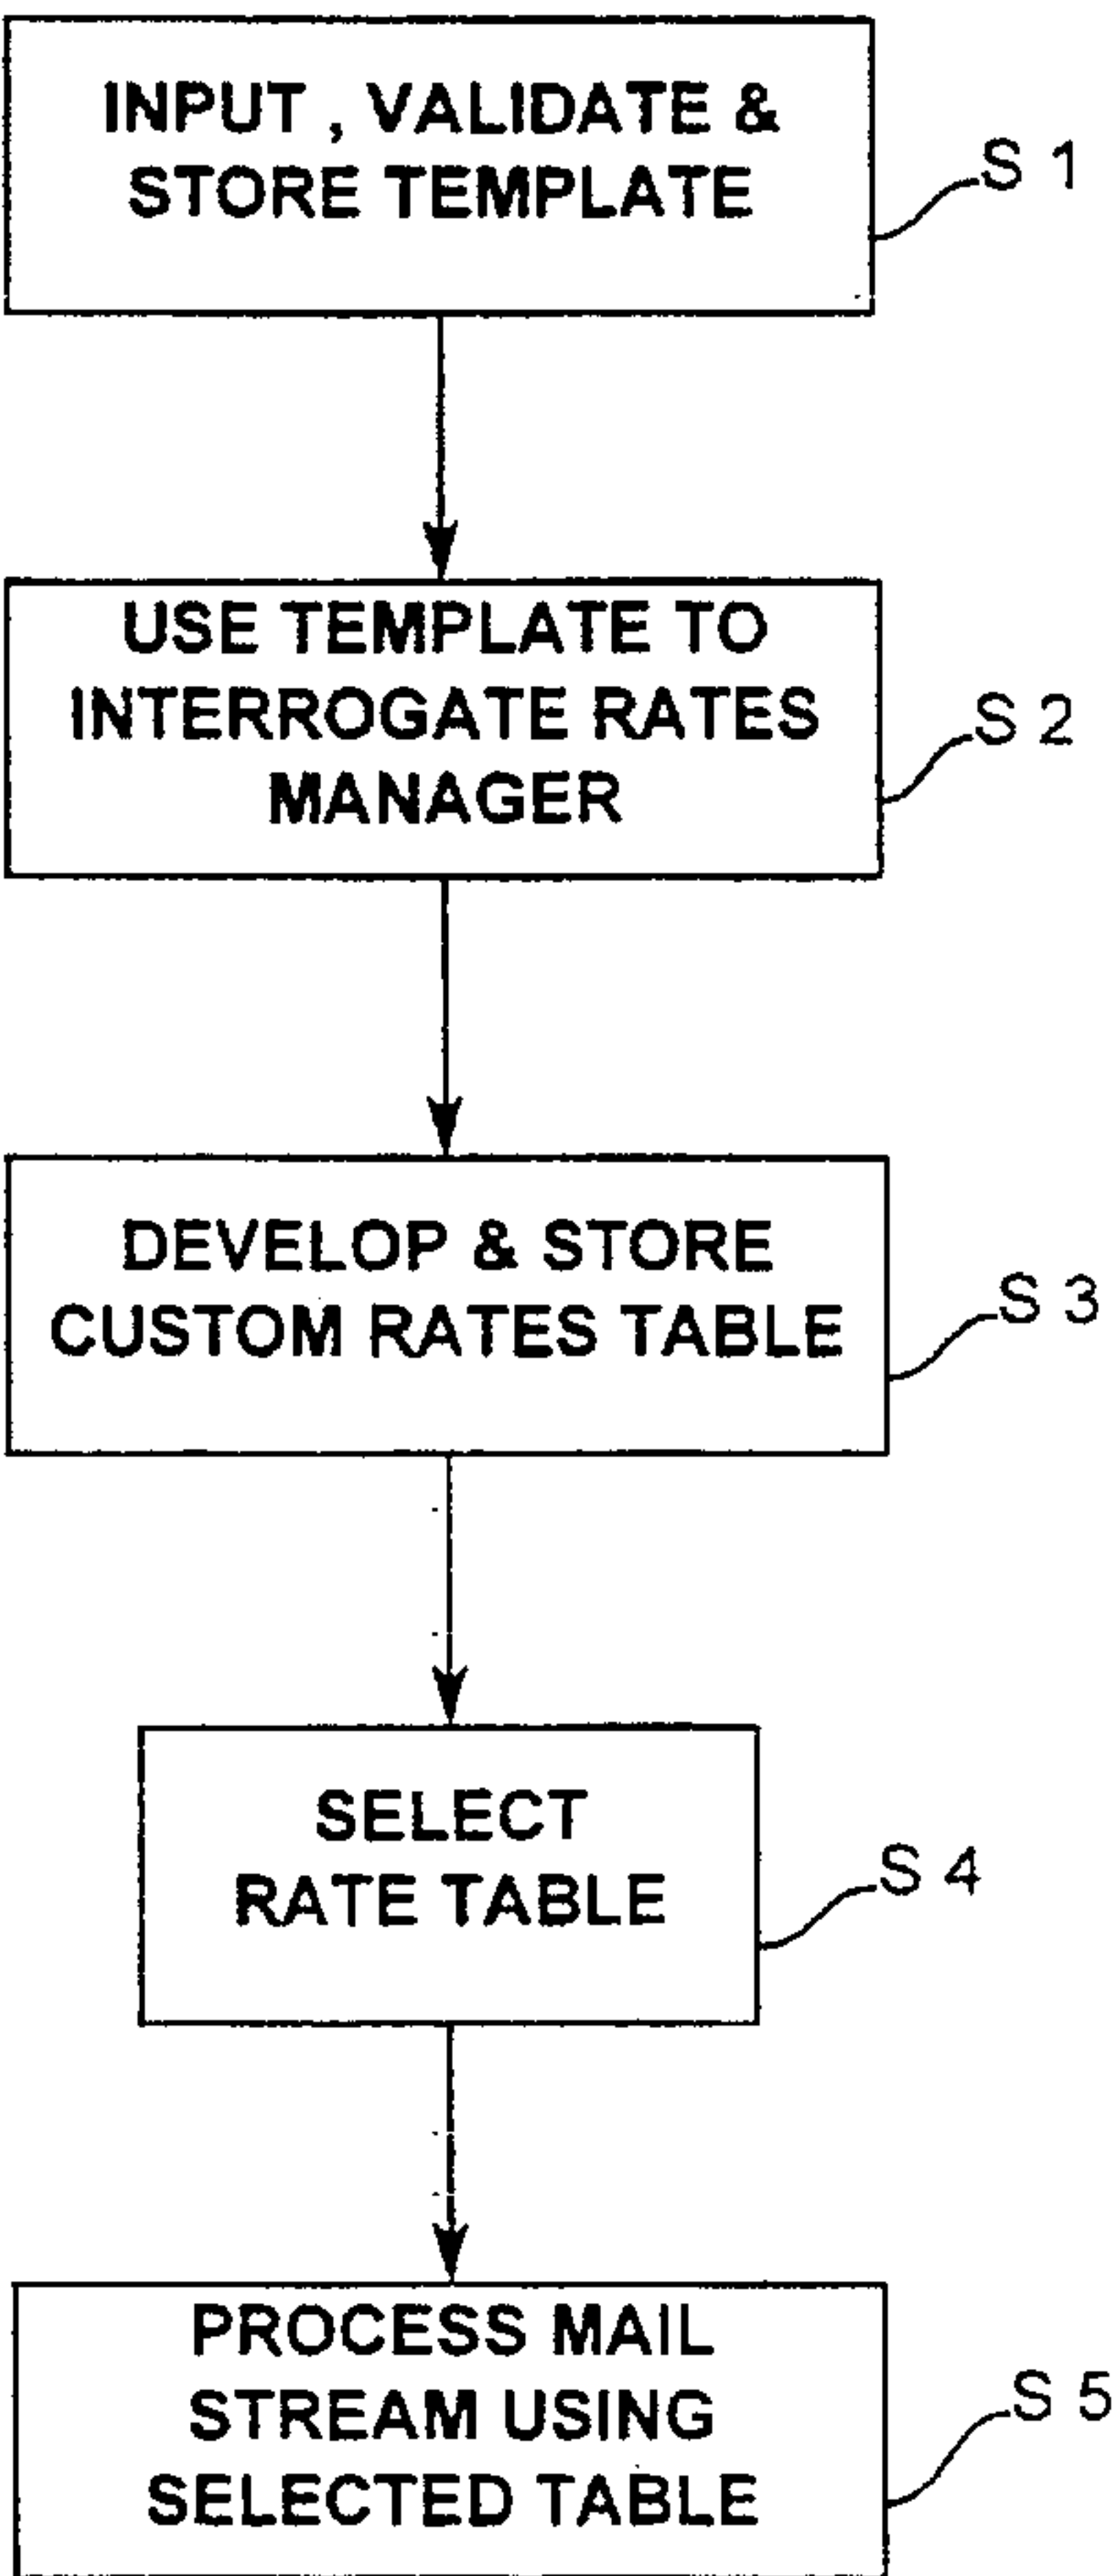 INPUT , VALIDATE &
STORE TEMPLATE
S 1
USE TEMPLATE TO
INTERROGATE RATES
MANAGER
S 2
DEVELOP & STORE
CUSTOM RATES TABLE
S 3
SELECT
RATE TABLE
S 4
PROCESS MAIL
STREAM USING
SELECTED TABLE
S 5